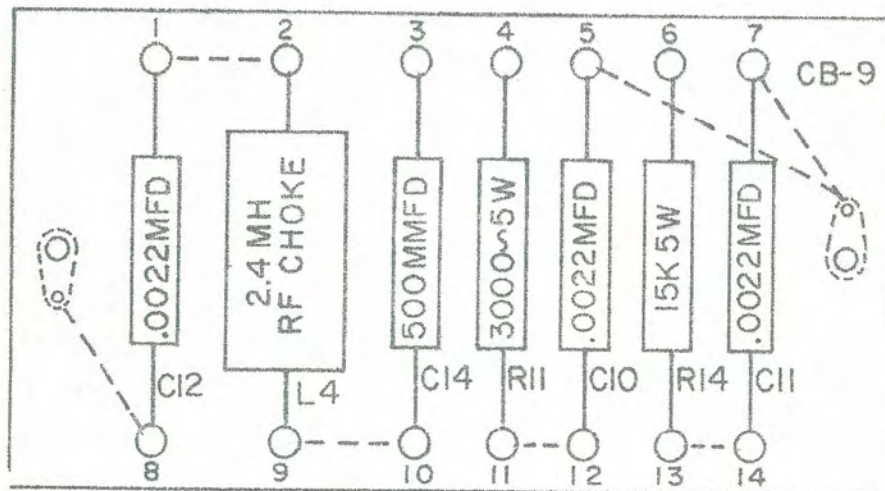 1 2 3 4 5 6 7
CB-9
.0022MFD
2.4 MH
RF CHOKE
500MMFD
3000~5W
.0022MFD
15K 5W
.0022MFD
C12 L4 C14 R11 C10 R14 C11
8 9 10 11 12 13 14